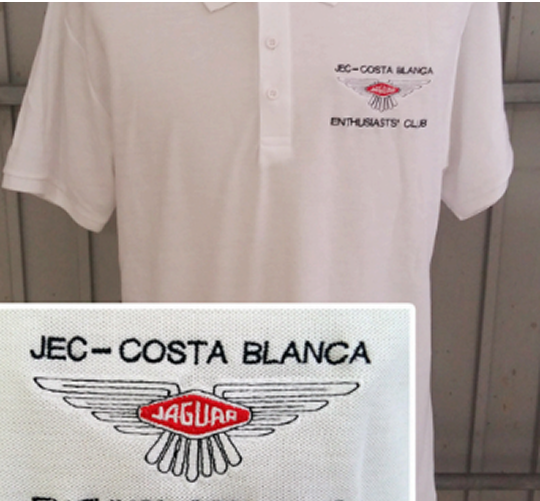 JEC-COSTA BLANCA
JAGUAR
ENTHUSIASTS' CLUB
JEC-COSTA BLANCA
JAGUAR